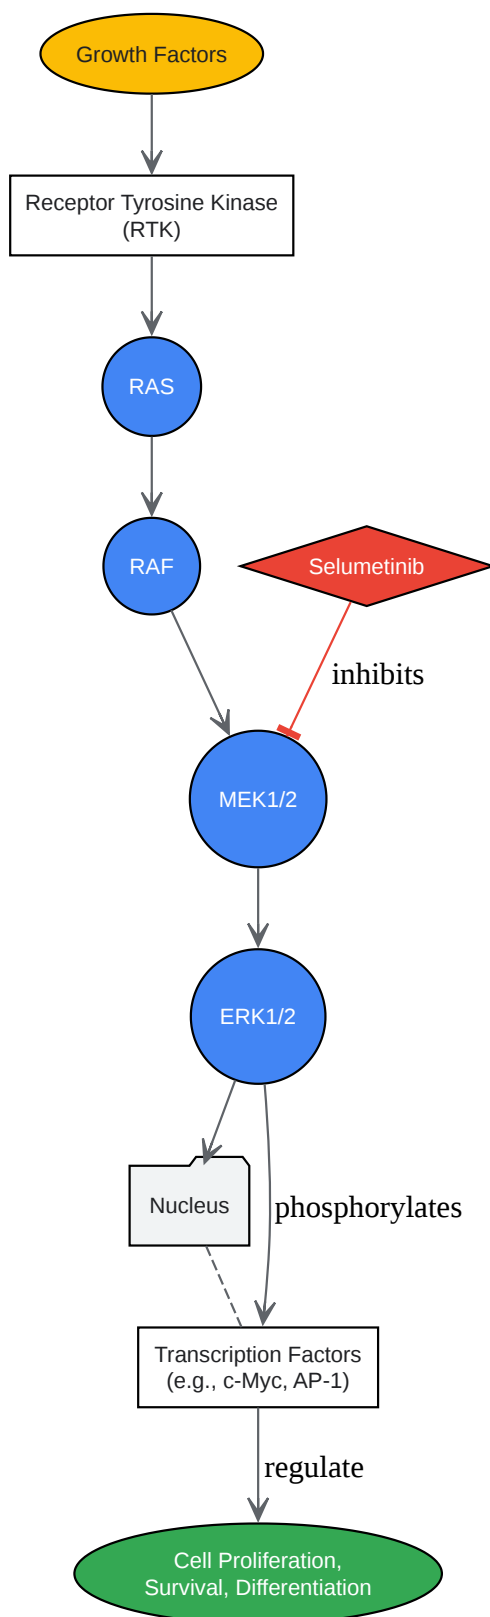 Growth Factors
Receptor Tyrosine Kinase
(RTK)
RAS
RAF
Selumetinib
inhibits
MEK1/2
ERK1/2
Nucleus
phosphorylates
Transcription Factors
(e.g., c-Myc, AP-1)
regulate
Cell Proliferation,
Survival, Differentiation